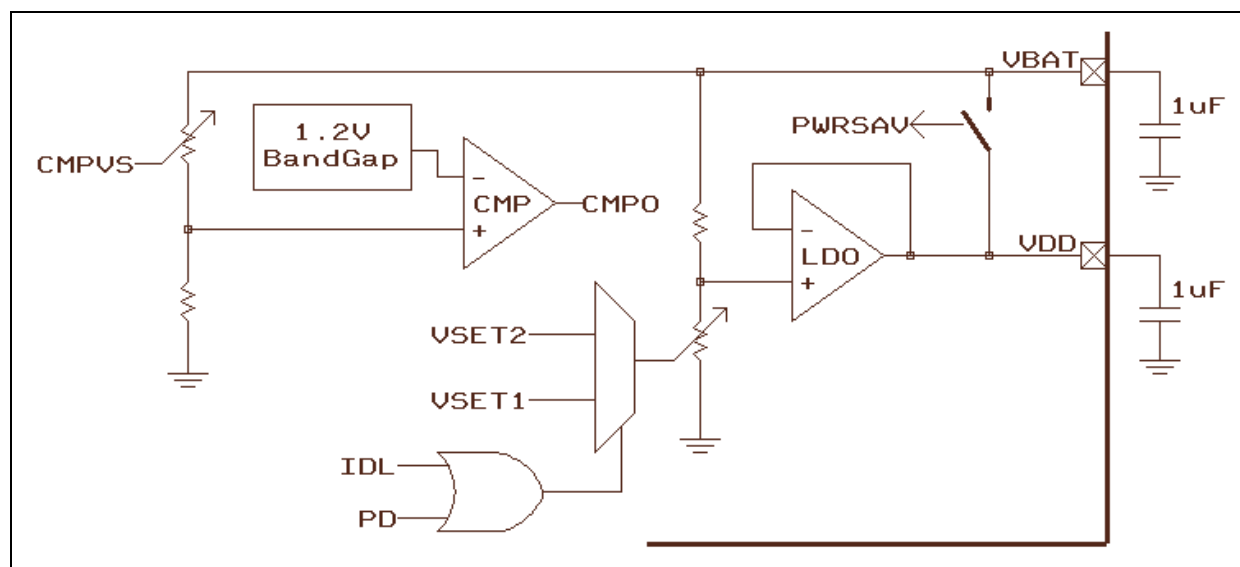 VBAT
1uF
1.2V
BandGap
PWRSAV
CMPVS
-
CMP
CMPO
+
-
LDO
+
VDD
1uF
VSET2
VSET1
IDL
PD